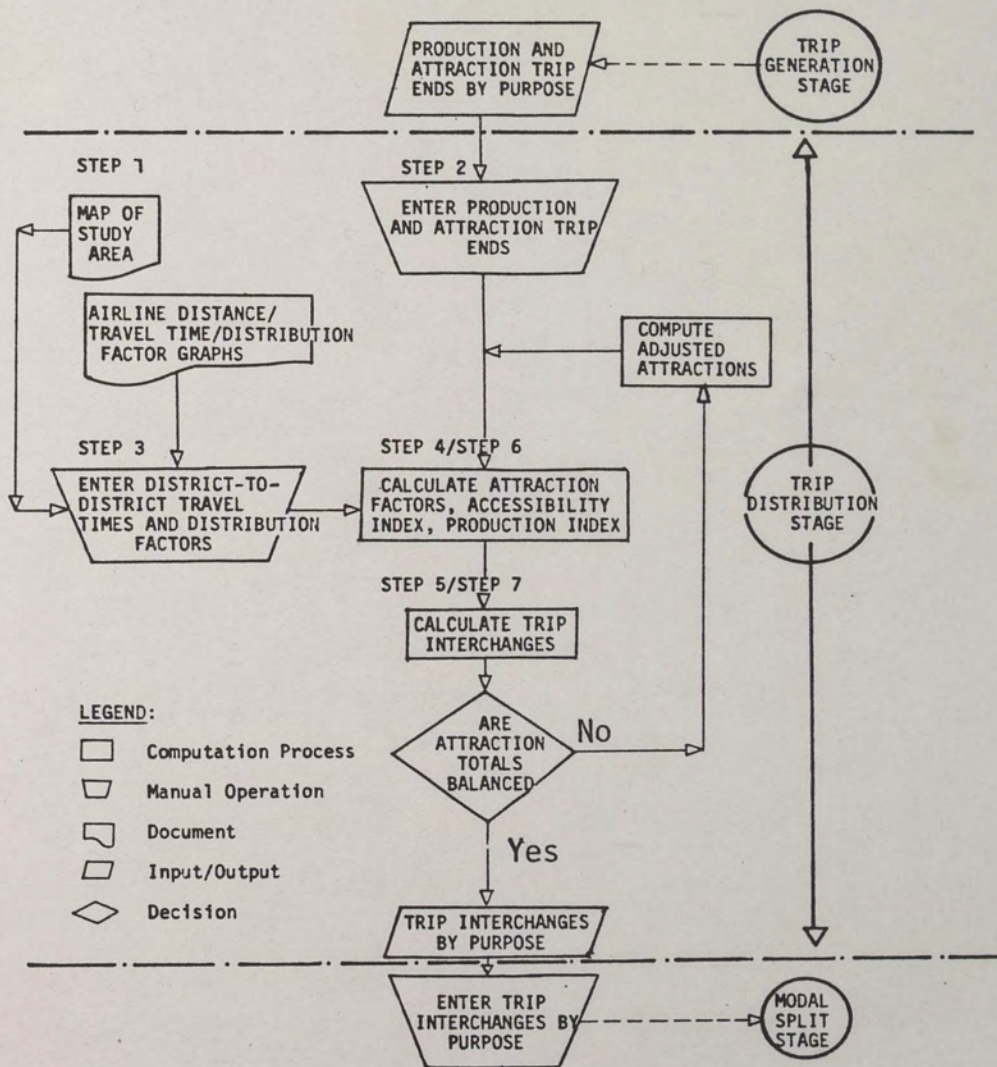 PRODUCTION AND
ATTRACTION TRIP
ENDS BY PURPOSE
TRIP
GENERATION
STAGE
STEP 1
MAP OF
STUDY
AREA
STEP 2
ENTER PRODUCTION
AND ATTRACTION TRIP
ENDS
AIRLINE DISTANCE/
TRAVEL TIME/DISTRIBUTION
FACTOR GRAPHS
COMPUTE
ADJUSTED
ATTRACTIONS
STEP 3
ENTER DISTRICT-TO-
DISTRICT TRAVEL
TIMES AND DISTRIBUTION
FACTORS
STEP 4/STEP 6
CALCULATE ATTRACTION
FACTORS, ACCESSIBILITY
INDEX, PRODUCTION INDEX
TRIP
DISTRIBUTION
STAGE
STEP 5/STEP 7
CALCULATE TRIP
INTERCHANGES
ARE
ATTRACTION
TOTALS
BALANCED
No
Yes
LEGEND:
Computation Process
Manual Operation
Document
Input/Output
Decision
TRIP INTERCHANGES
BY PURPOSE
ENTER TRIP
INTERCHANGES BY
PURPOSE
MODAL
SPLIT
STAGE